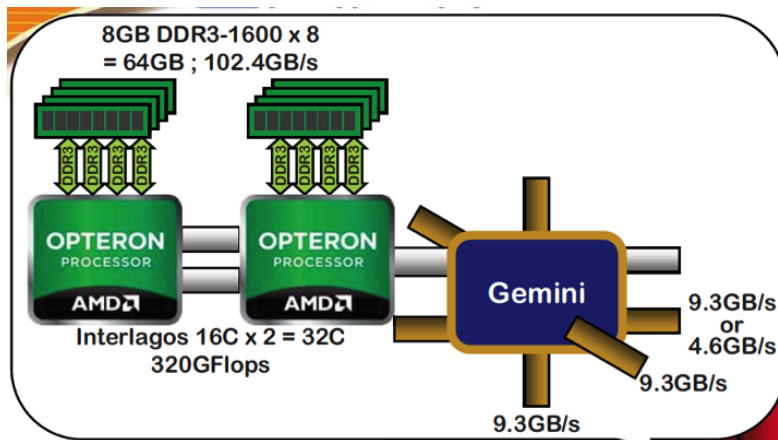 8GB DDR3-1600 x 8
= 64GB ; 102.4GB/s
DDR3 DDR3 DDR3 DDR3 DDR3 DDR3 DDR3 DDR3
OPTERON
PROCESSOR
AMD
OPTERON
PROCESSOR
AMD
Gemini
Interlagos 16C x 2 = 32C
320GFlops
9.3GB/s
or
4.6GB/s
9.3GB/s
9.3GB/s